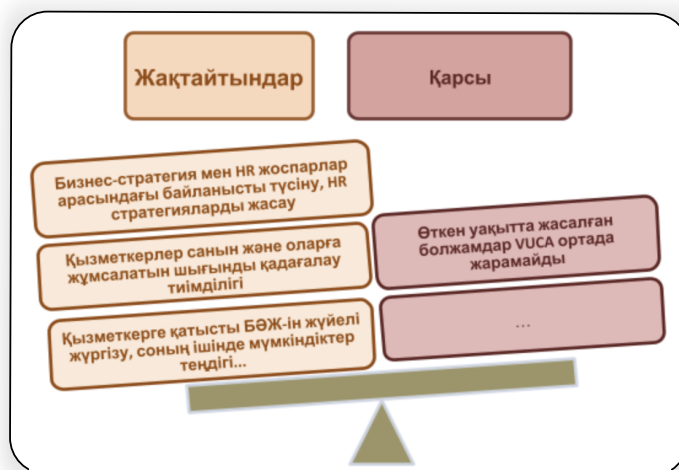 Жақтайтындар
Қарсы
Бизнес-стратегия мен HR жоспарлар
арасындағы байланысты түсіну, HR
стратегияларды жасау
Қызметкерлер санын және оларға
жұмсалатын шығынды қадағалау
тиімділігі
Қызметкерге қатысты БӘЖ-ін жүйелі
жүргізу, соның ішінде мүмкіндіктер
теңдігі...
Өткен уақытта жасалған
болжамдар VUCA ортада
жарамайды
...